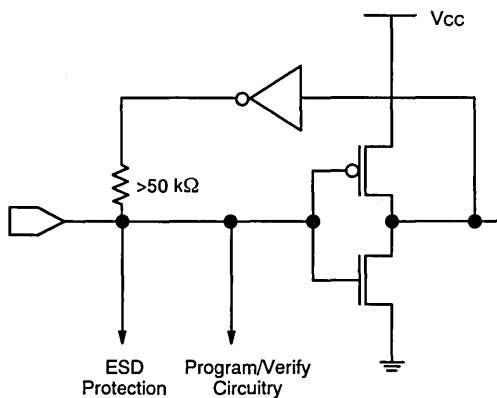 Vcc
>50 kΩ
ESD
Protection
Program/Verify
Circuitry